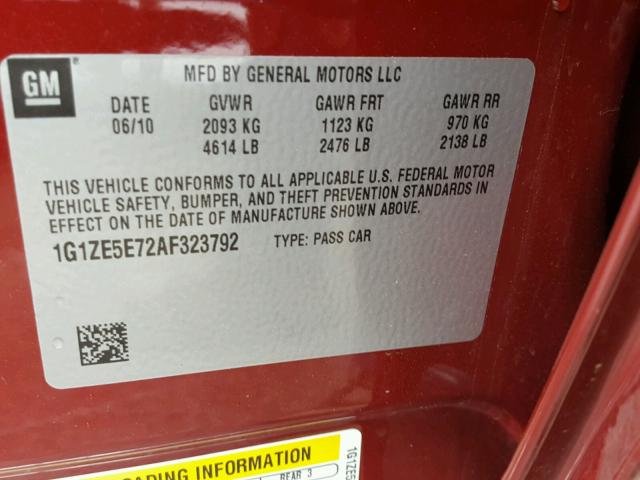 GM ®
MFD BY GENERAL MOTORS LLC
DATE GVWR GAWR FRT GAWR RR
06/10 2093 KG 1123 KG 970 KG
4614 LB 2476 LB 2138 LB
THIS VEHICLE CONFORMS TO ALL APPLICABLE U.S. FEDERAL MOTOR
VEHICLE SAFETY, BUMPER, AND THEFT PREVENTION STANDARDS IN
EFFECT ON THE DATE OF MANUFACTURE SHOWN ABOVE.
1G1ZE5E72AF323792 TYPE: PASS CAR
INFORMATION
REAR 3
1G1ZE5